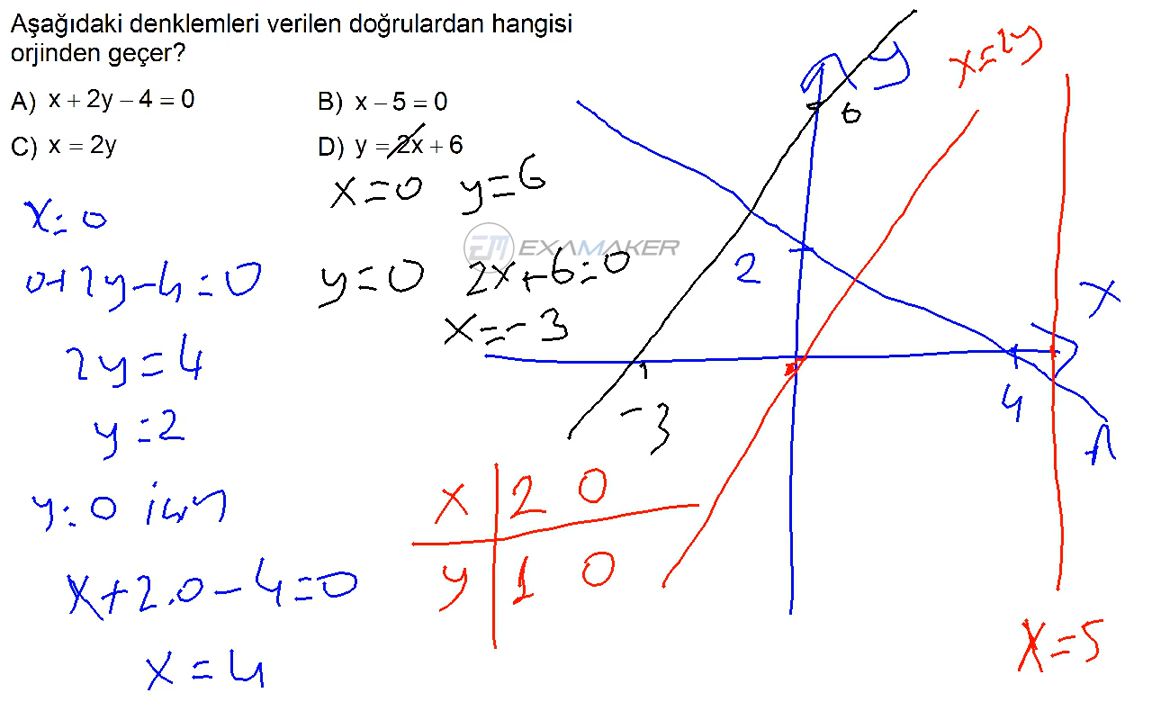 Aşağıdaki denklemleri verilen doğrulardan hangisi
orjinden geçer?
A) x + 2y − 4 = 0
B) x − 5 = 0
C) x = 2y
D) y = 2x + 6
x = 0 y = 6
y = 0 2x + 6 = 0
x = −3
EM EXAMAKER
x = 0
0 + 2y − 4 = 0
2y = 4
y = 2
y = 0 için
x + 2.0 − 4 = 0
x = 4
x 2 0
y 1 0
y
x = 2y
6
2
x
−3
4
A
x = 5